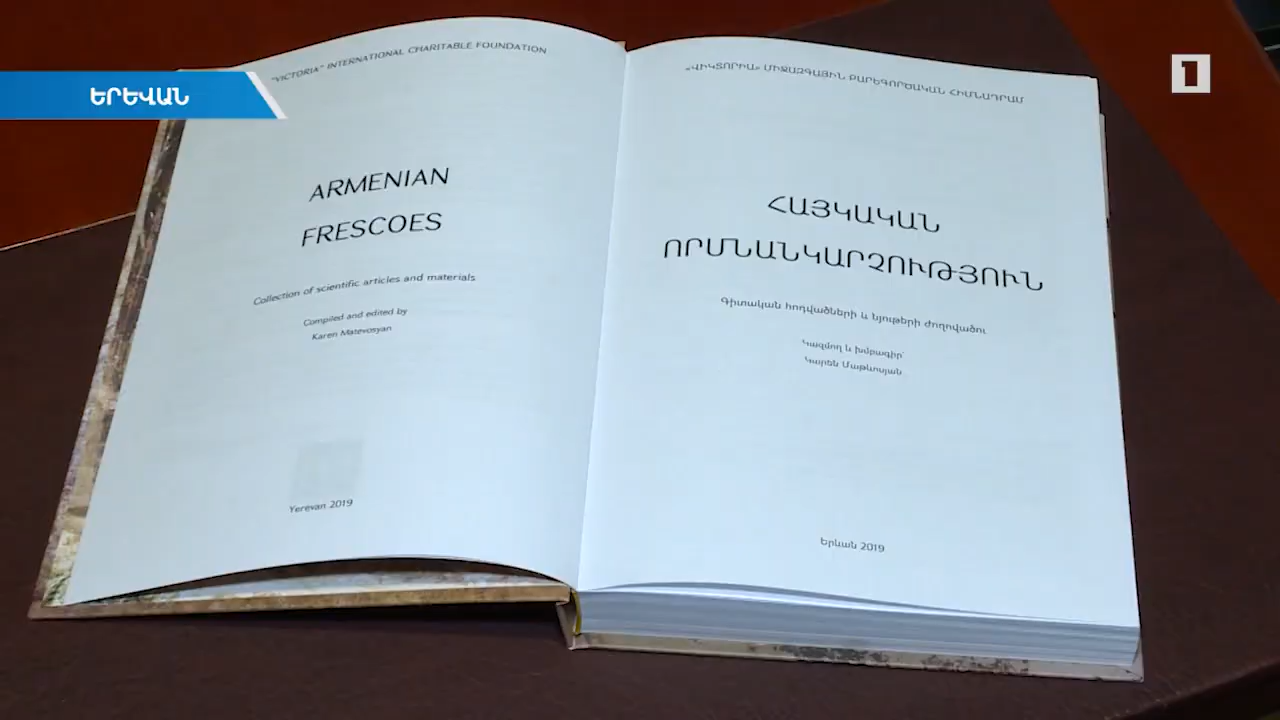 ԵՐԵՎԱՆ
1
"VICTORIA" INTERNATIONAL CHARITABLE FOUNDATION
ARMENIAN
FRESCOES
Collection of scientific articles and materials
Compiled and edited by
Karen Matevosyan
Yerevan 2019
«ՎԻԿՏՈՐԻԱ» ՄԻՋԱԶԳԱՅԻՆ ԲԱՐԵԳՈՐԾԱԿԱՆ ՀԻՄՆԱԴՐԱՄ
ՀԱՅԿԱԿԱՆ
ՈՐՄՆԱՆԿԱՐՉՈՒԹՅՈՒՆ
Գիտական հոդվածների և նյութերի ժողովածու
Կազմող և խմբագիր՝
Կարեն Մաթևոսյան
Երևան 2019